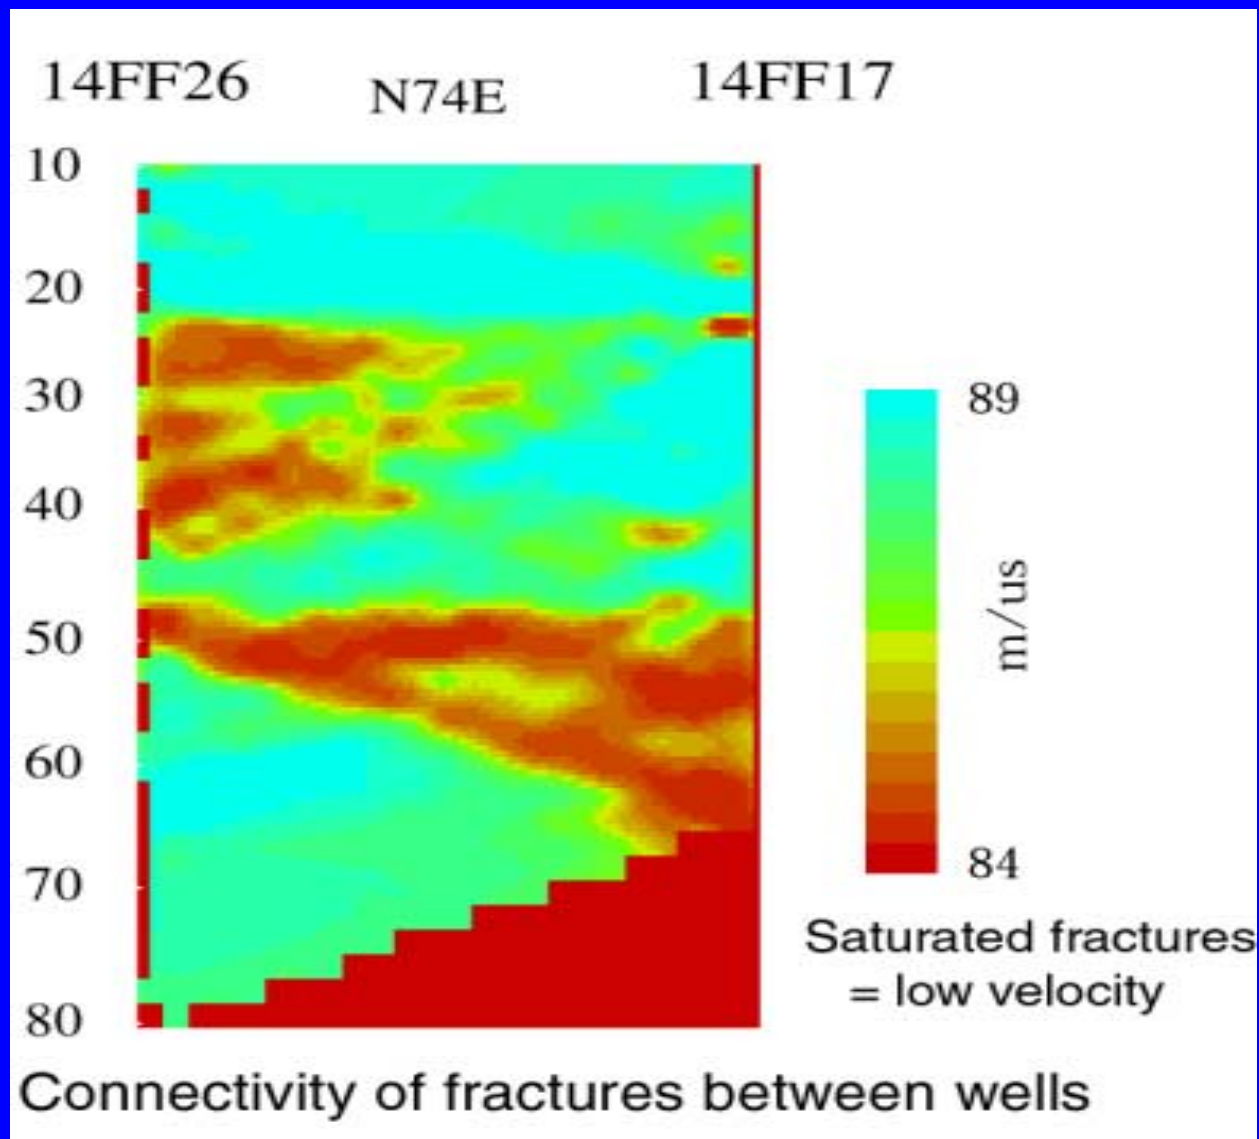 14FF26 N74E 14FF17
10
20
30
40
50
60
70
80
89
m/us
84
Saturated fractures
= low velocity
Connectivity of fractures between wells